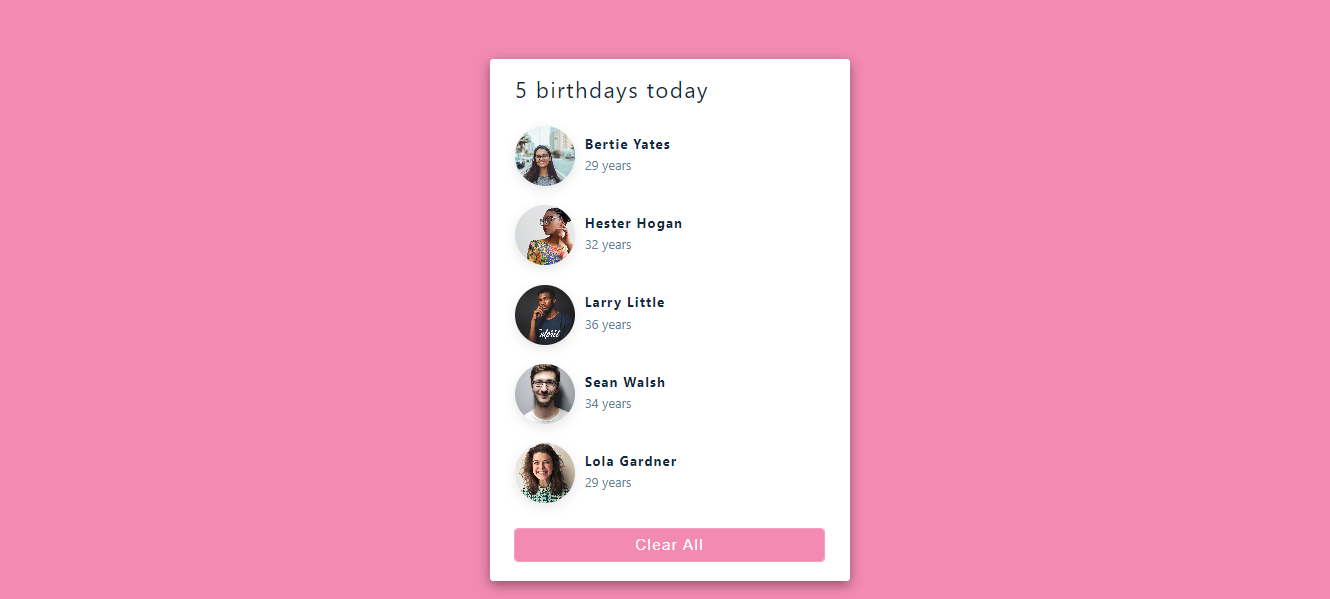 5 birthdays today
Bertie Yates
29 years
Hester Hogan
32 years
Larry Little
36 years
Sean Walsh
34 years
Lola Gardner
29 years
Clear All